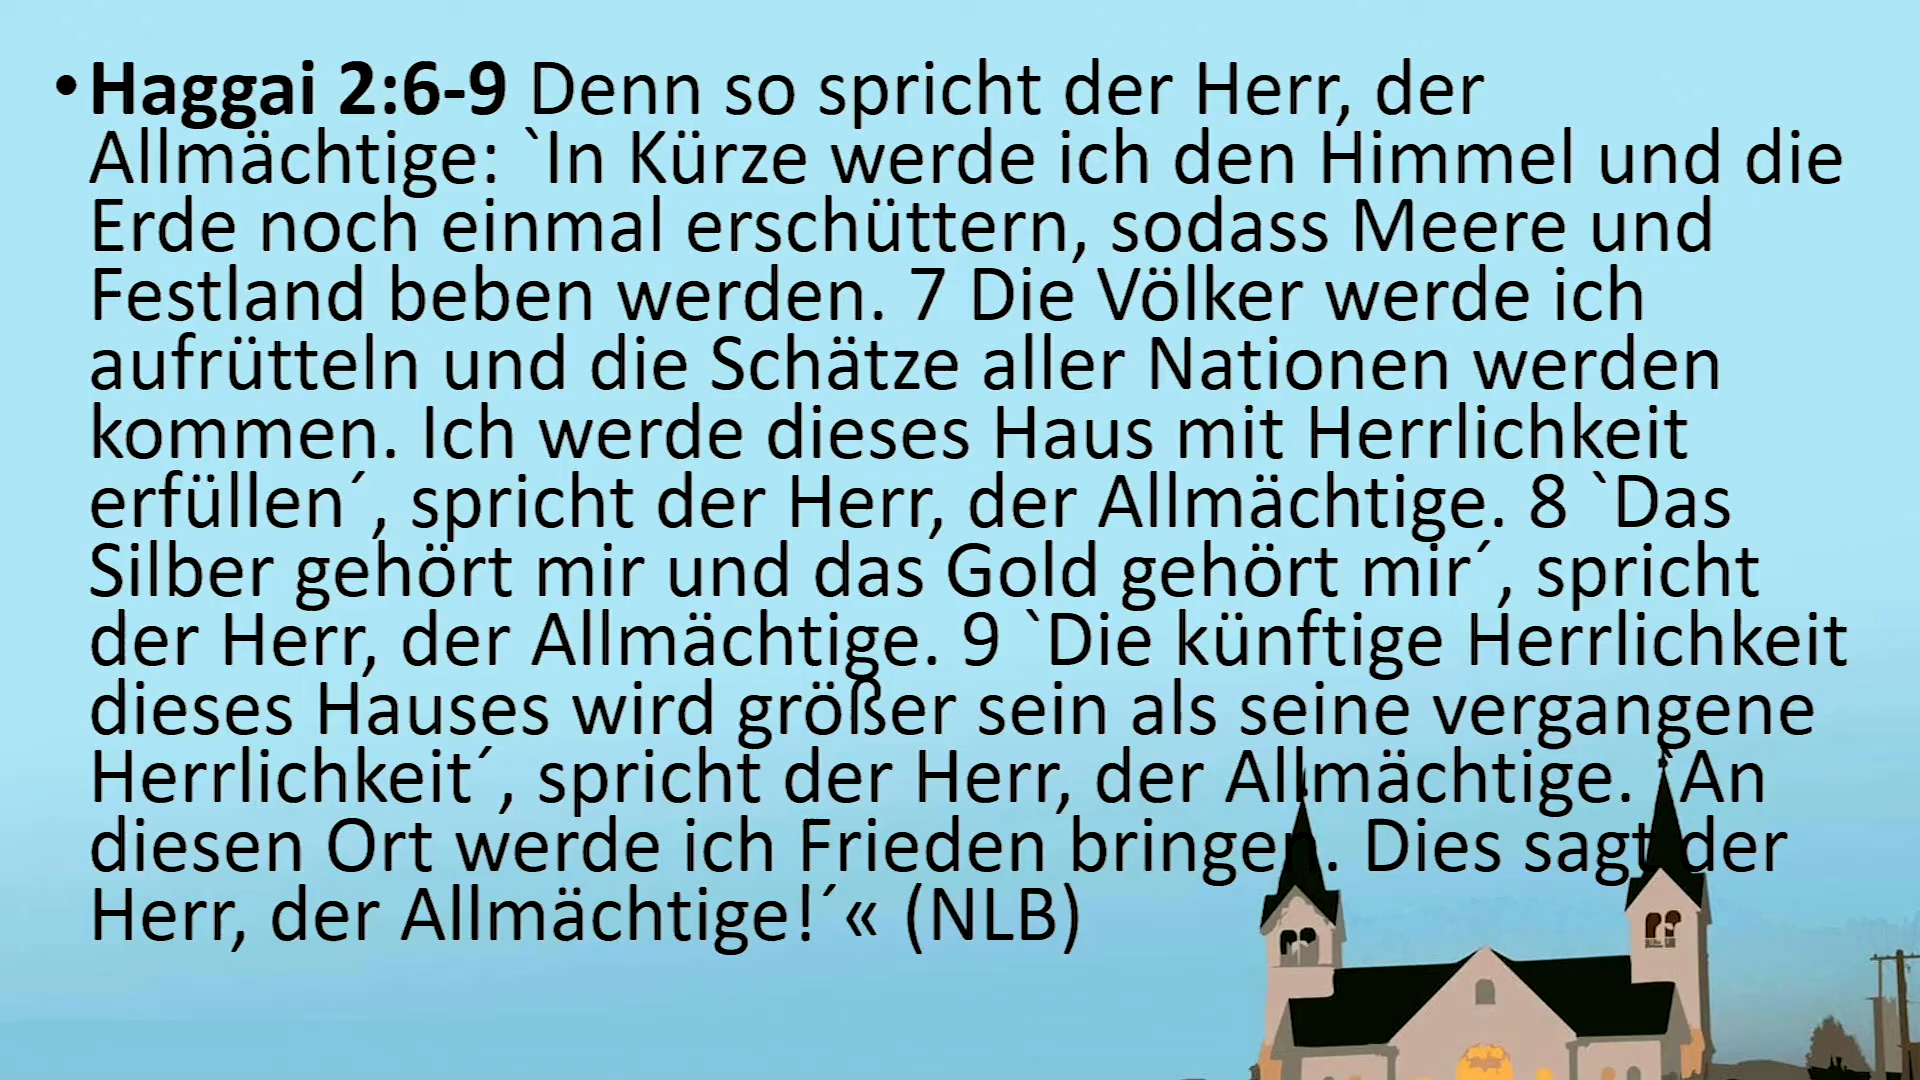 • Haggai 2:6-9 Denn so spricht der Herr, der
Allmächtige: `In Kürze werde ich den Himmel und die
Erde noch einmal erschüttern, sodass Meere und
Festland beben werden. 7 Die Völker werde ich
aufrütteln und die Schätze aller Nationen werden
kommen. Ich werde dieses Haus mit Herrlichkeit
erfüllen´, spricht der Herr, der Allmächtige. 8 `Das
Silber gehört mir und das Gold gehört mir´, spricht
der Herr, der Allmächtige. 9 `Die künftige Herrlichkeit
dieses Hauses wird größer sein als seine vergangene
Herrlichkeit´, spricht der Herr, der Allmächtige. `An
diesen Ort werde ich Frieden bringen. Dies sagt der
Herr, der Allmächtige!´« (NLB)